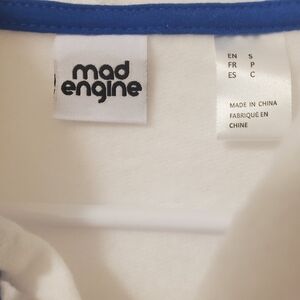 mad
engine
EN S
FR P
ES C
MADE IN CHINA
FABRIQUÉ EN
CHINE